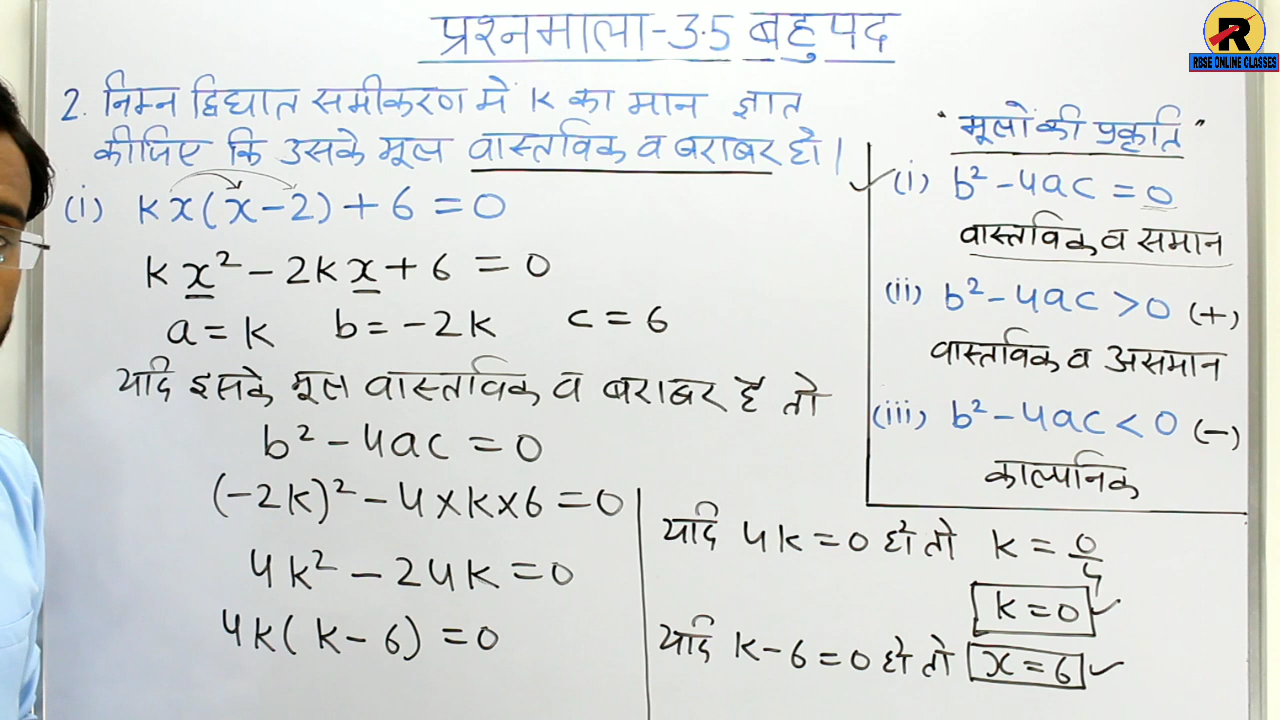 प्रश्नमाला-3.5 बहुपद
R
RBSE ONLINE CLASSES
2. निम्न द्विघात समीकरण में k का मान ज्ञात
कीजिए कि उसके मूल वास्तविक व बराबर हो।
(i) kx(x-2)+6=0
kx²-2kx+6=0
a=k b=-2k c=6
यदि इसके मूल वास्तविक व बराबर है तो
b²-4ac=0
(-2k)²-4×k×6=0
4k²-24k=0
4k(k-6)=0
"मूलों की प्रकृति"
(i) b²-4ac=0
वास्तविक व समान
(ii) b²-4ac>0 (+)
वास्तविक व असमान
(iii) b²-4ac<0 (-)
काल्पनिक
यदि 4k=0 हो तो k=0/4
k=0 ✓
यदि k-6=0 हो तो x=6 ✓